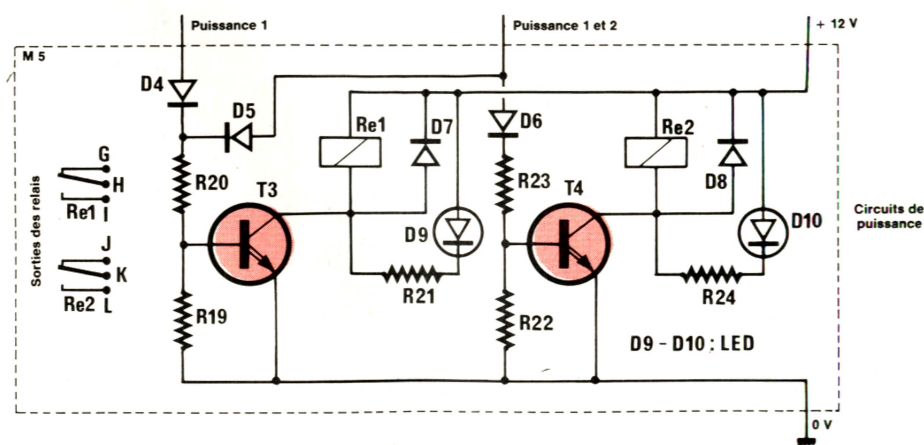 Puissance 1
Puissance 1 et 2
+ 12 V
M 5
D4
D5
D6
Re1
D7
Re2
D8
G
H
I
Re1
R20
T3
R23
T4
D9
D10
Circuits de
puissance
Sorties des relais
J
K
L
Re2
R19
R21
R22
R24
D9 - D10 : LED
0 V